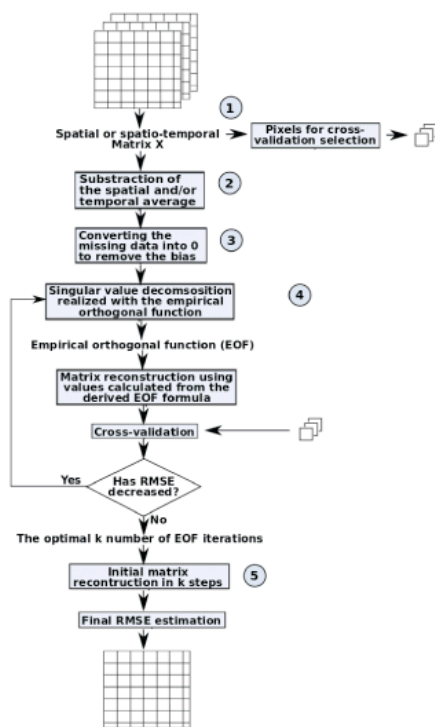 1
Spatial or spatio-temporal
Matrix X
Pixels for cross-
validation selection
Substraction of
the spatial and/or
temporal average
2
Converting the
missing data into 0
to remove the bias
3
Singular value decomsosition
realized with the empirical
orthogonal function
4
Empirical orthogonal function (EOF)
Matrix reconstruction using
values calculated from the
derived EOF formula
Cross-validation
Yes
Has RMSE
decreased?
No
The optimal k number of EOF iterations
Initial matrix
recontruction in k steps
5
Final RMSE estimation